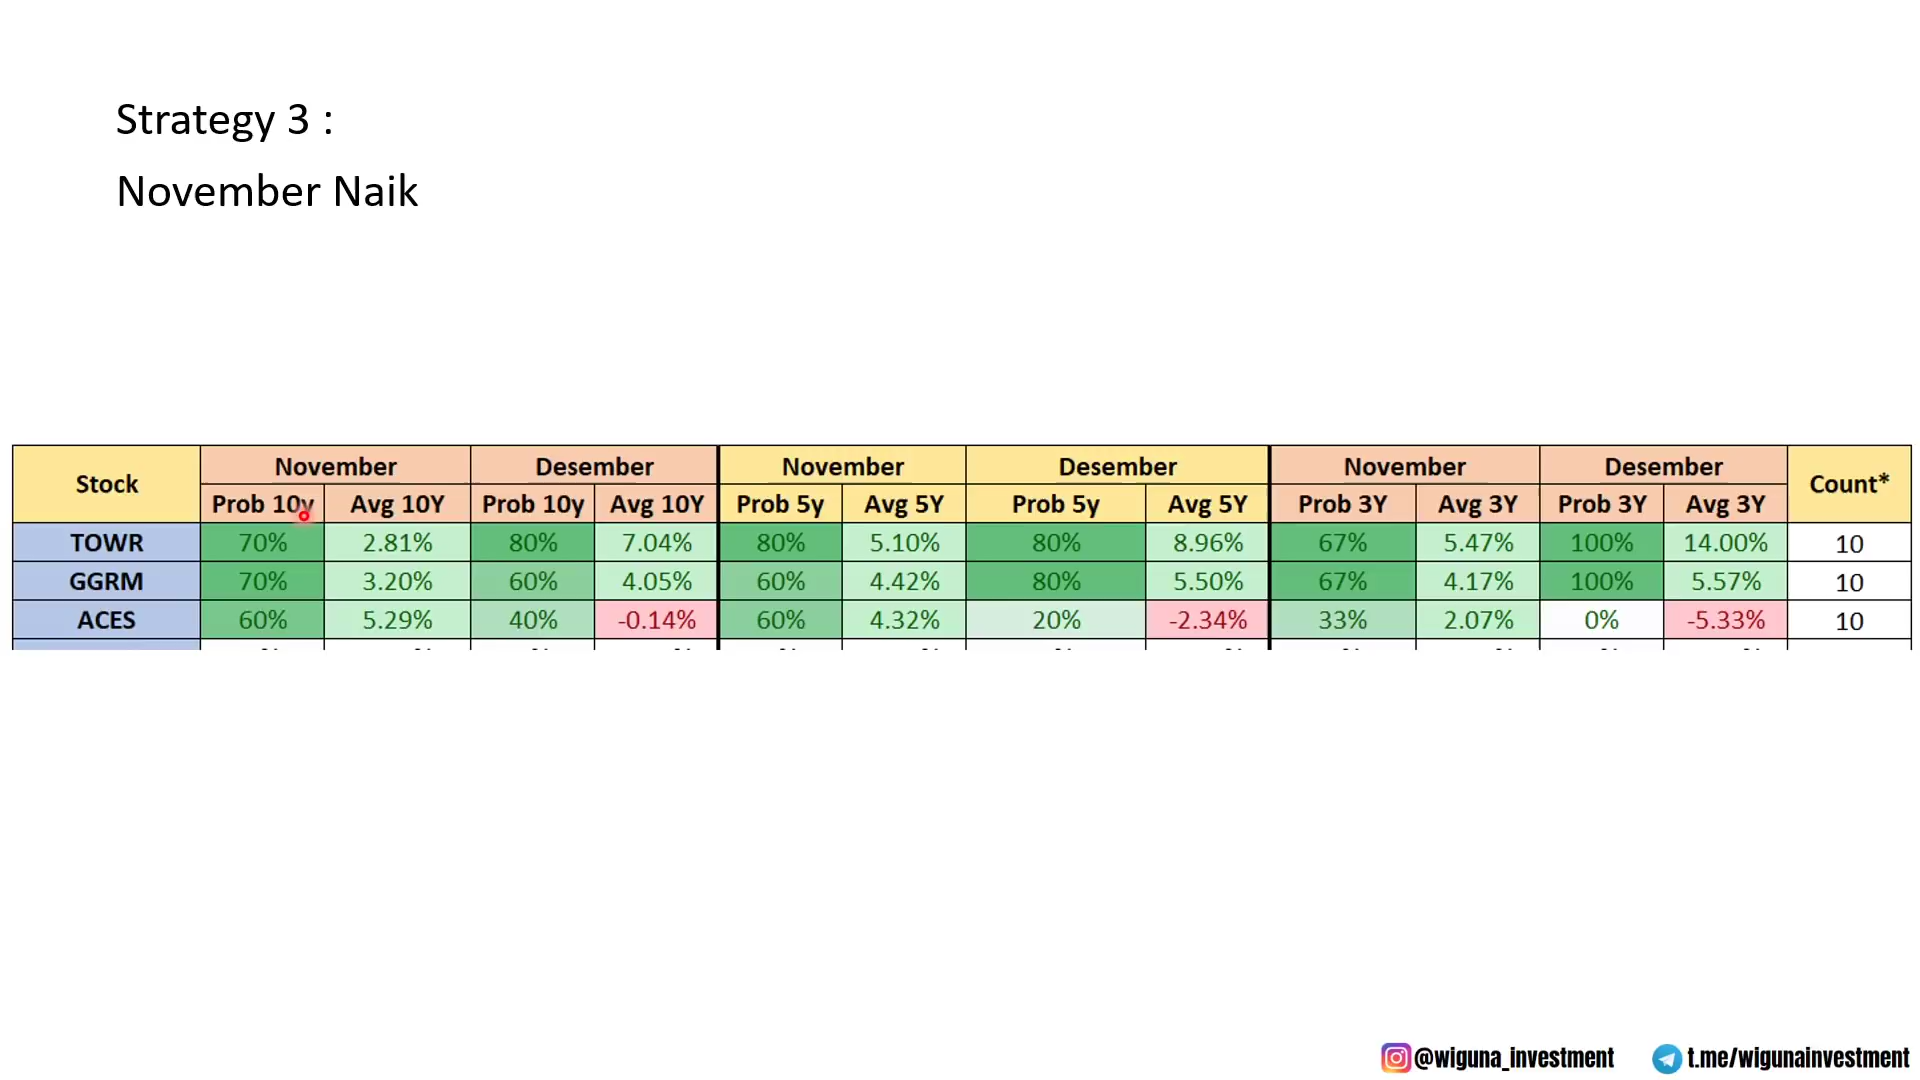 Strategy 3 :
November Naik
Stock November Desember November Desember November Desember Count*
Prob 10y Avg 10Y Prob 10y Avg 10Y Prob 5y Avg 5Y Prob 5y Avg 5Y Prob 3Y Avg 3Y Prob 3Y Avg 3Y
TOWR 70% 2.81% 80% 7.04% 80% 5.10% 80% 8.96% 67% 5.47% 100% 14.00% 10
GGRM 70% 3.20% 60% 4.05% 60% 4.42% 80% 5.50% 67% 4.17% 100% 5.57% 10
ACES 60% 5.29% 40% -0.14% 60% 4.32% 20% -2.34% 33% 2.07% 0% -5.33% 10
@wiguna_investment t.me/wigunainvestment